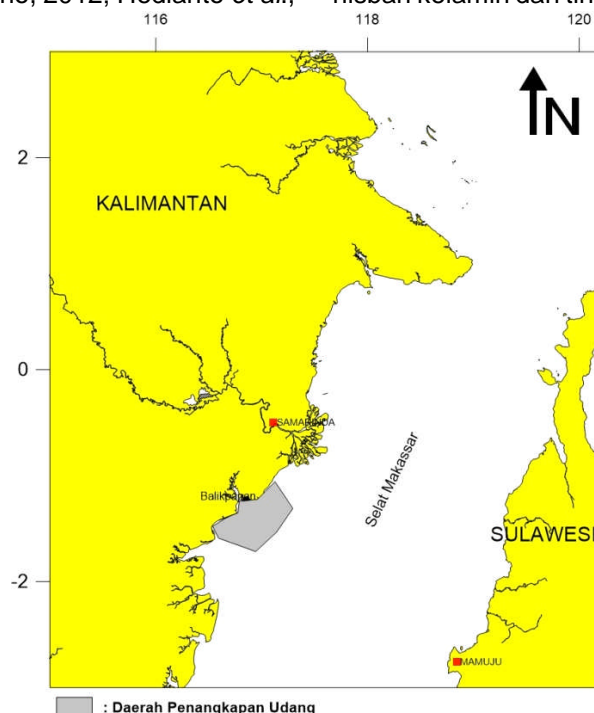 no, 2012; Hedianto et al., nisbah kelamin dan tin
116 118 120
N
2
KALIMANTAN
0
SAMARINDA
Selat Makassar
Balikpapan
SULAWESI
-2
MAMUJU
: Daerah Penangkapan Udang